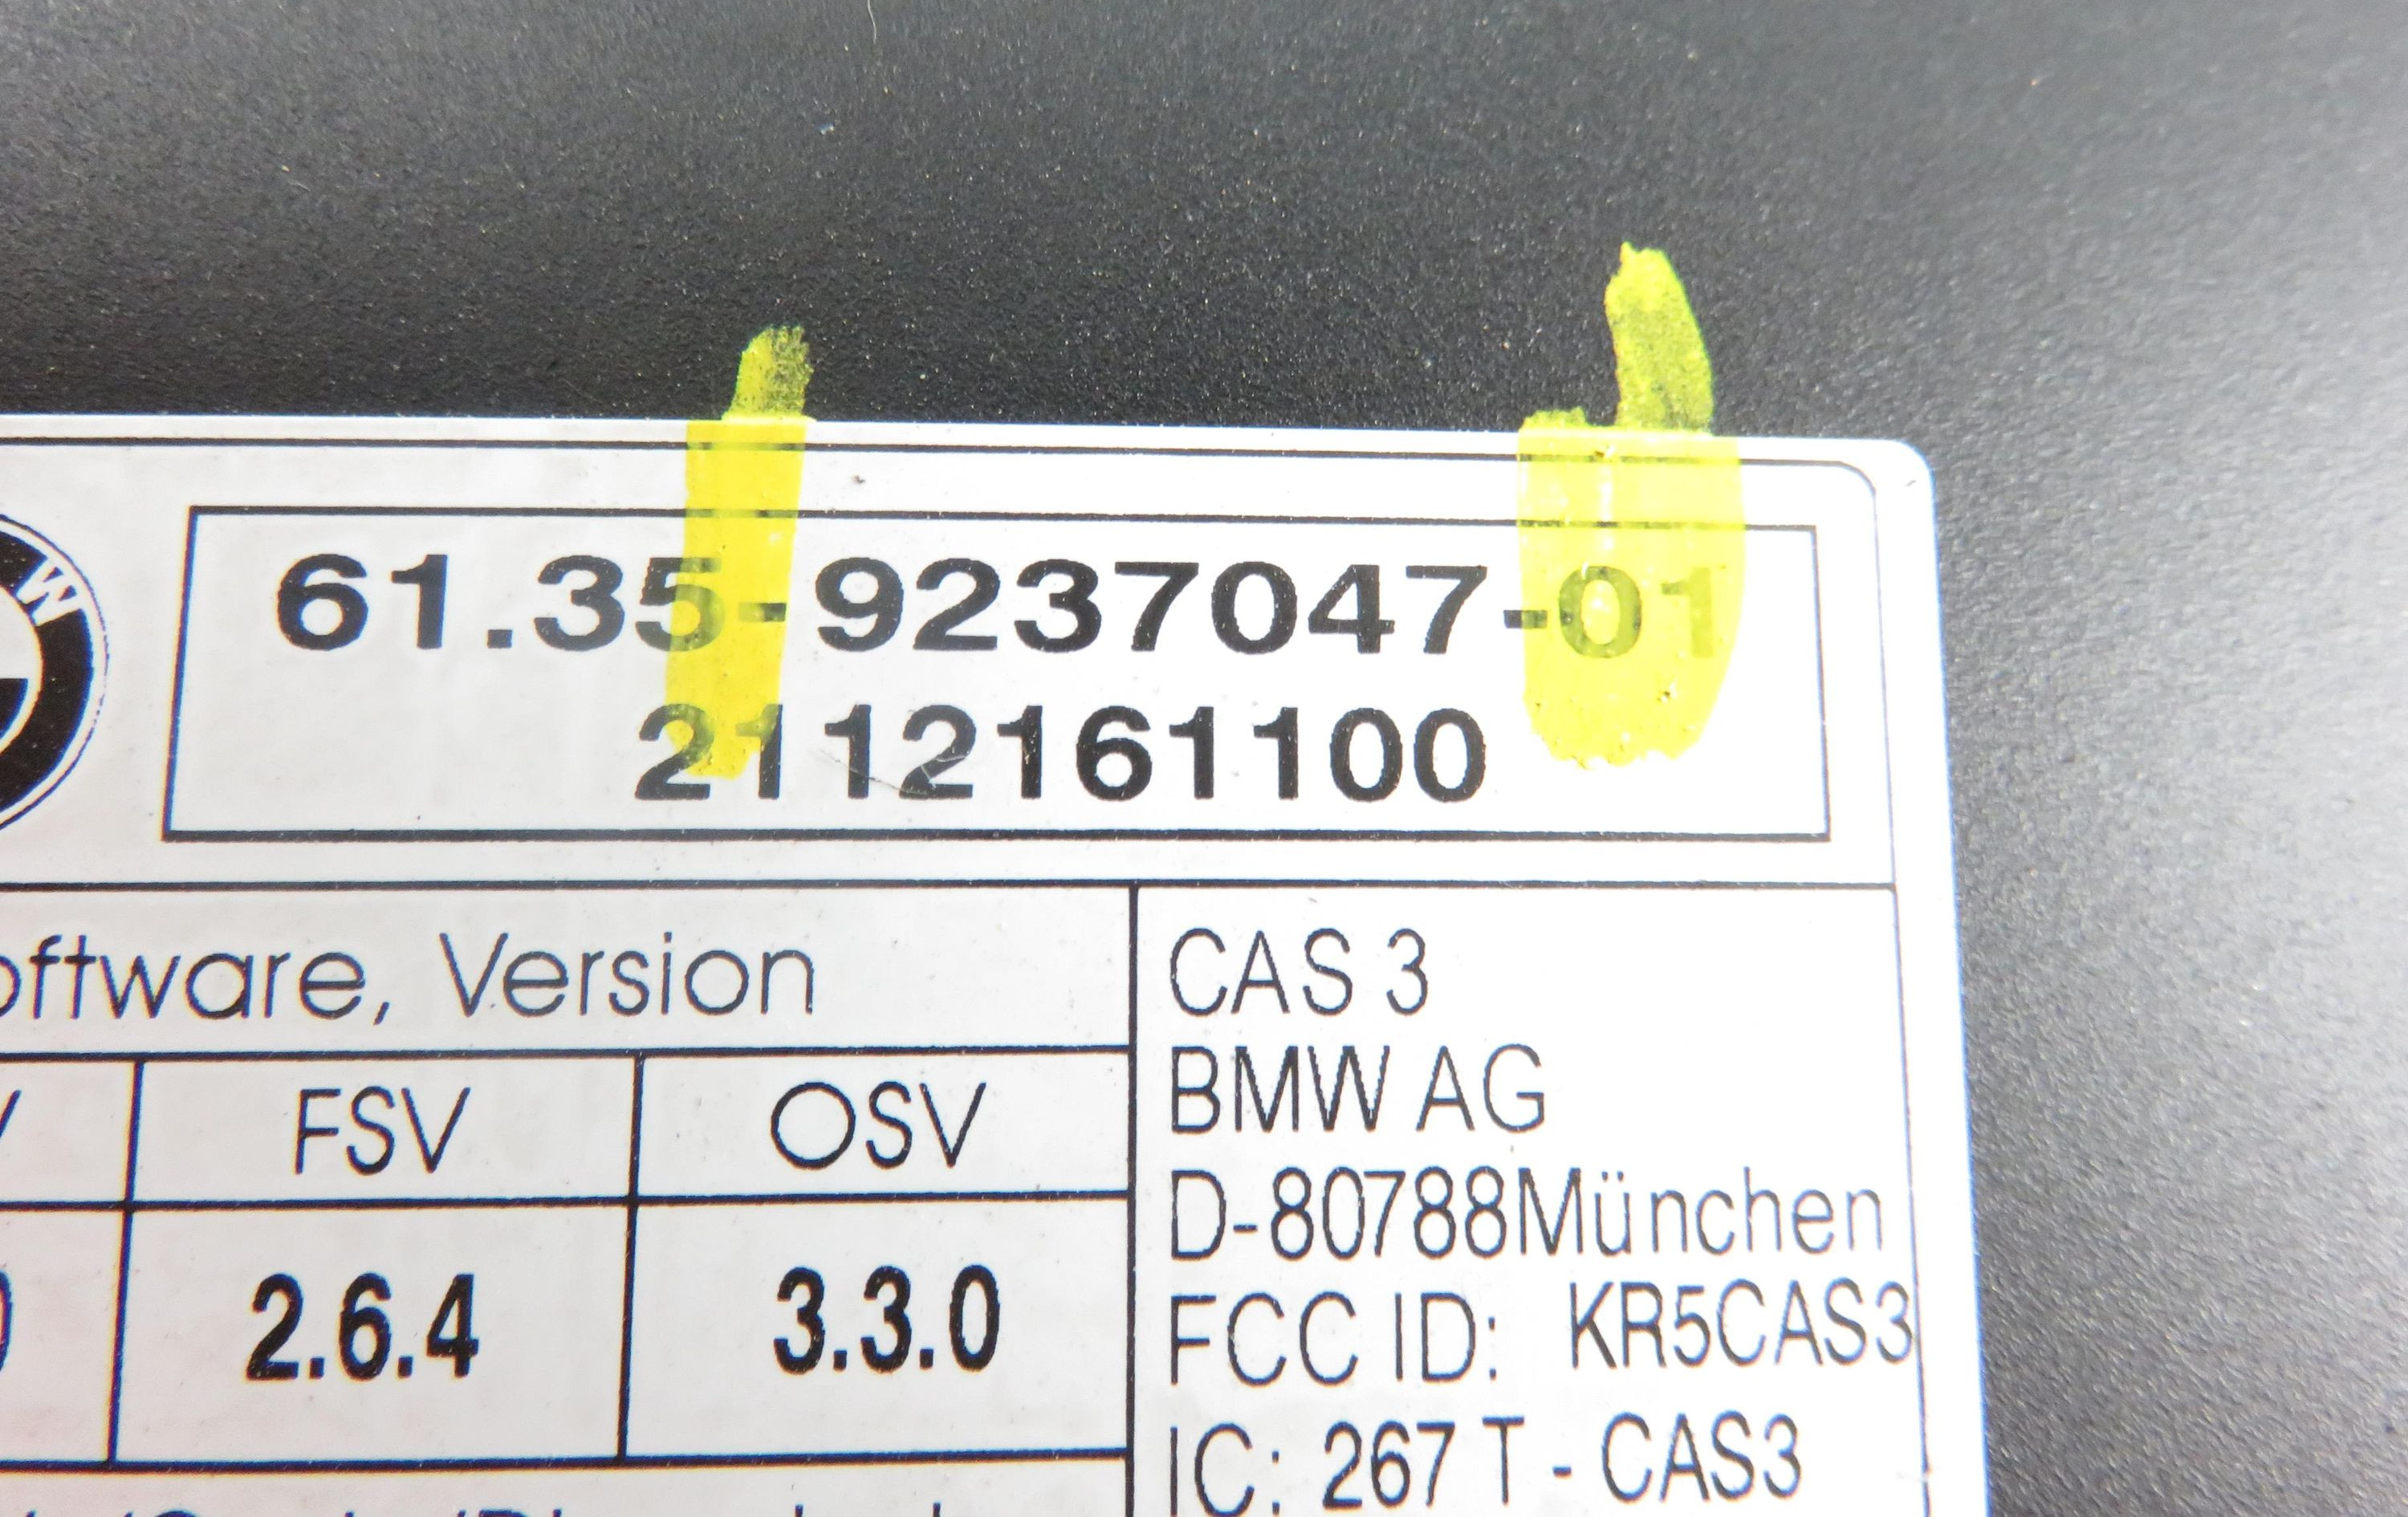 W
61.35-9237047-01
2112161100
oftware, Version
CAS 3
BMW AG
FSV
OSV
D-80788München
2.6.4
3.3.0
FCC ID: KR5CAS3
IC: 267 T - CAS3